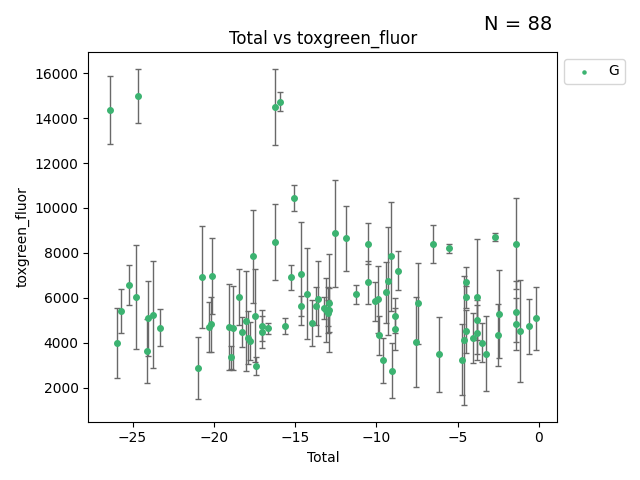 N = 88
Total vs toxgreen_fluor
G
16000
14000
12000
10000
8000
6000
4000
2000
toxgreen_fluor
−25 −20 −15 −10 −5 0
Total